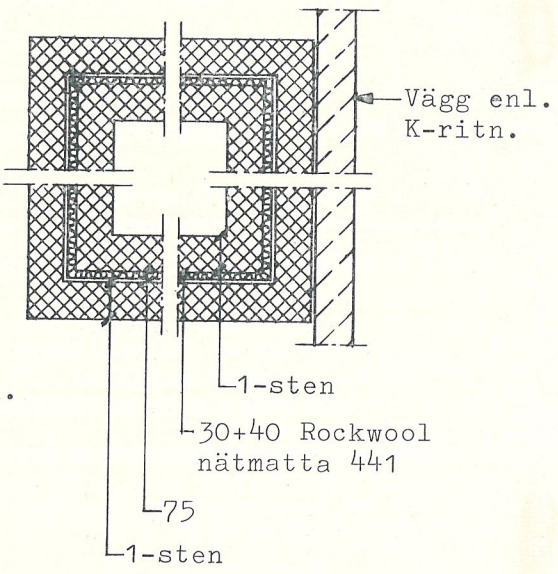 Vägg enl.
K-ritn.
1-sten
30+40 Rockwool
nätmatta 441
75
1-sten